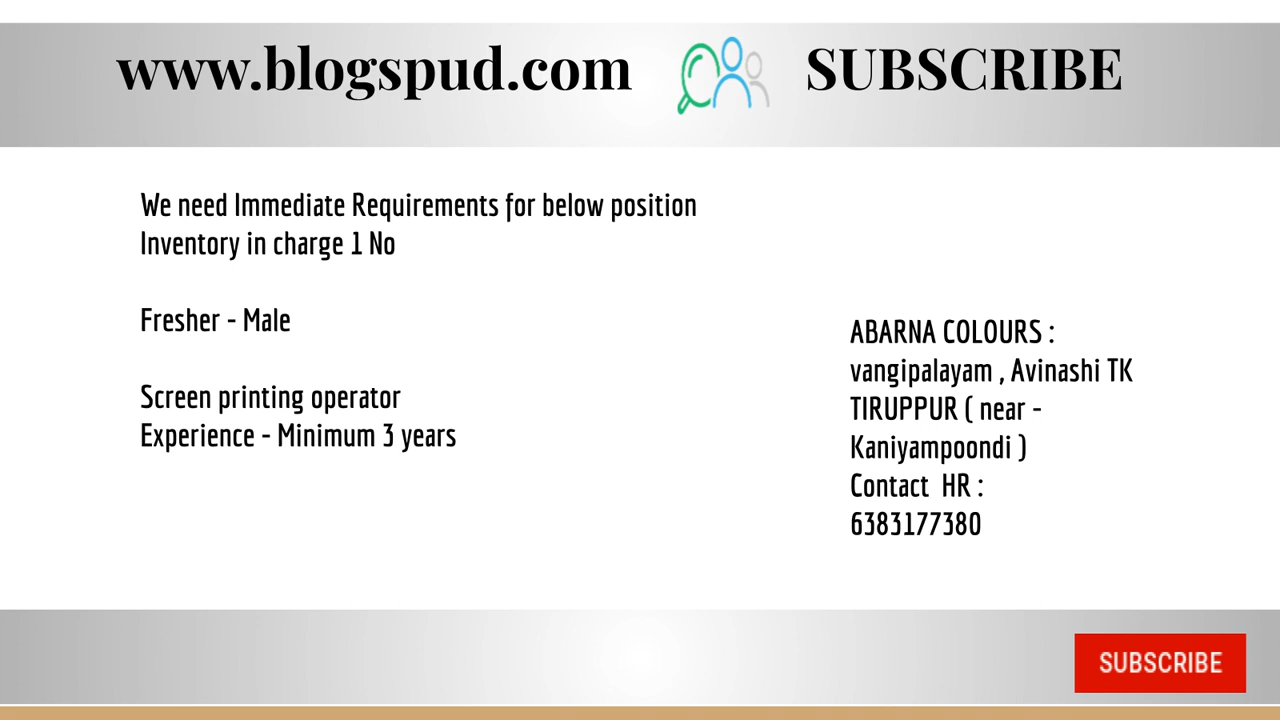 www.blogspud.com SUBSCRIBE
We need Immediate Requirements for below position
Inventory in charge 1 No
Fresher - Male
Screen printing operator
Experience - Minimum 3 years
ABARNA COLOURS :
vangipalayam , Avinashi TK
TIRUPPUR ( near -
Kaniyampoondi )
Contact HR :
6383177380
SUBSCRIBE